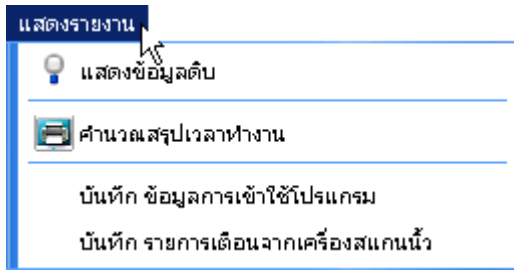 แสดงรายงาน
แสดงข้อมูลดิบ
คำนวณสรุปเวลาทำงาน
บันทึก ข้อมูลการเข้าใช้โปรแกรม
บันทึก รายการเตือนจากเครื่องสแกนนิ้ว